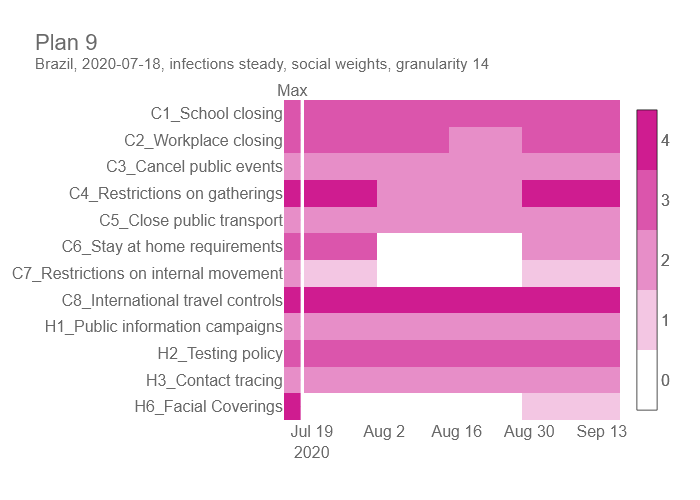 Plan 9
Brazil, 2020-07-18, infections steady, social weights, granularity 14
Max
C1_School closing
C2_Workplace closing
C3_Cancel public events
C4_Restrictions on gatherings
C5_Close public transport
C6_Stay at home requirements
C7_Restrictions on internal movement
C8_International travel controls
H1_Public information campaigns
H2_Testing policy
H3_Contact tracing
H6_Facial Coverings
Jul 19 Aug 2 Aug 16 Aug 30 Sep 13
2020
4
3
2
1
0